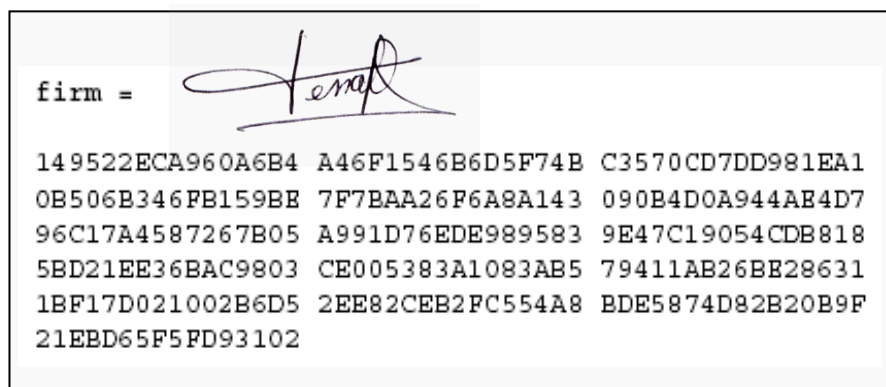 firm =
149522ECA960A6B4 A46F1546B6D5F74B C3570CD7DD981EA1
0B506B346FB159BE 7F7BAA26F6A8A143 090B4D0A944AE4D7
96C17A4587267B05 A991D76EDE989583 9E47C19054CDB818
5BD21EE36BAC9803 CE005383A1083AB5 79411AB26BE28631
1BF17D021002B6D5 2EE82CEB2FC554A8 BDE5874D82B20B9F
21EBD65F5FD93102